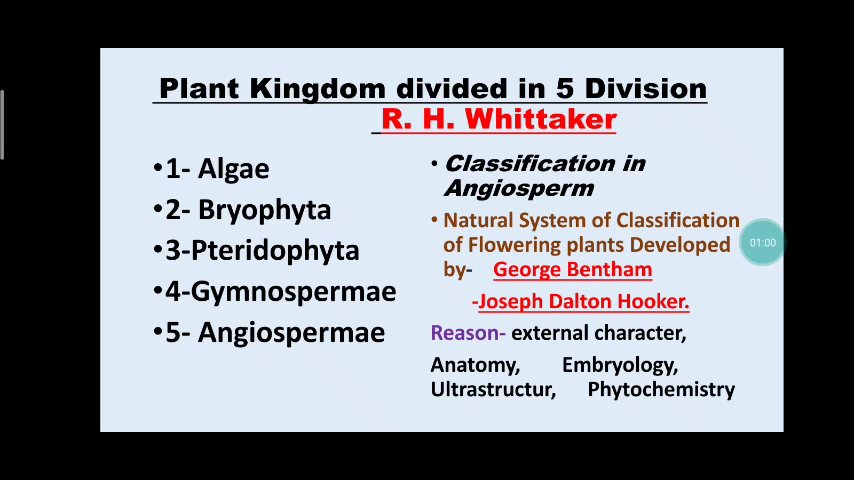 Plant Kingdom divided in 5 Division
R. H. Whittaker
•1- Algae
•2- Bryophyta
•3-Pteridophyta
•4-Gymnospermae
•5- Angiospermae
• Classification in
Angiosperm
• Natural System of Classification
of Flowering plants Developed
by- George Bentham
-Joseph Dalton Hooker.
Reason- external character,
Anatomy, Embryology,
Ultrastructur, Phytochemistry
01:00